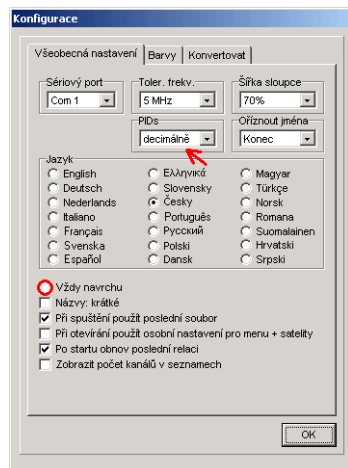 Konfigurace
Všeobecná nastavení Barvy Konvertovat
Sériový port Toler. frekv. Šířka sloupce
Com 1 5 MHz 70%
PIDs Oříznout jména
decimálně Konec
Jazyk
English Ελληνικά Magyar
Deutsch Slovensky Türkçe
Nederlands Česky Norsk
Italiano Português Romana
Français Русский Suomalainen
Svenska Polski Hrvatski
Español Dansk Srpski
Vždy navrchu
Názvy: krátké
Při spuštění použít poslední soubor
Při otevírání použít osobní nastavení pro menu + satelity
Po startu obnov poslední relaci
Zobrazit počet kanálů v seznamech
OK